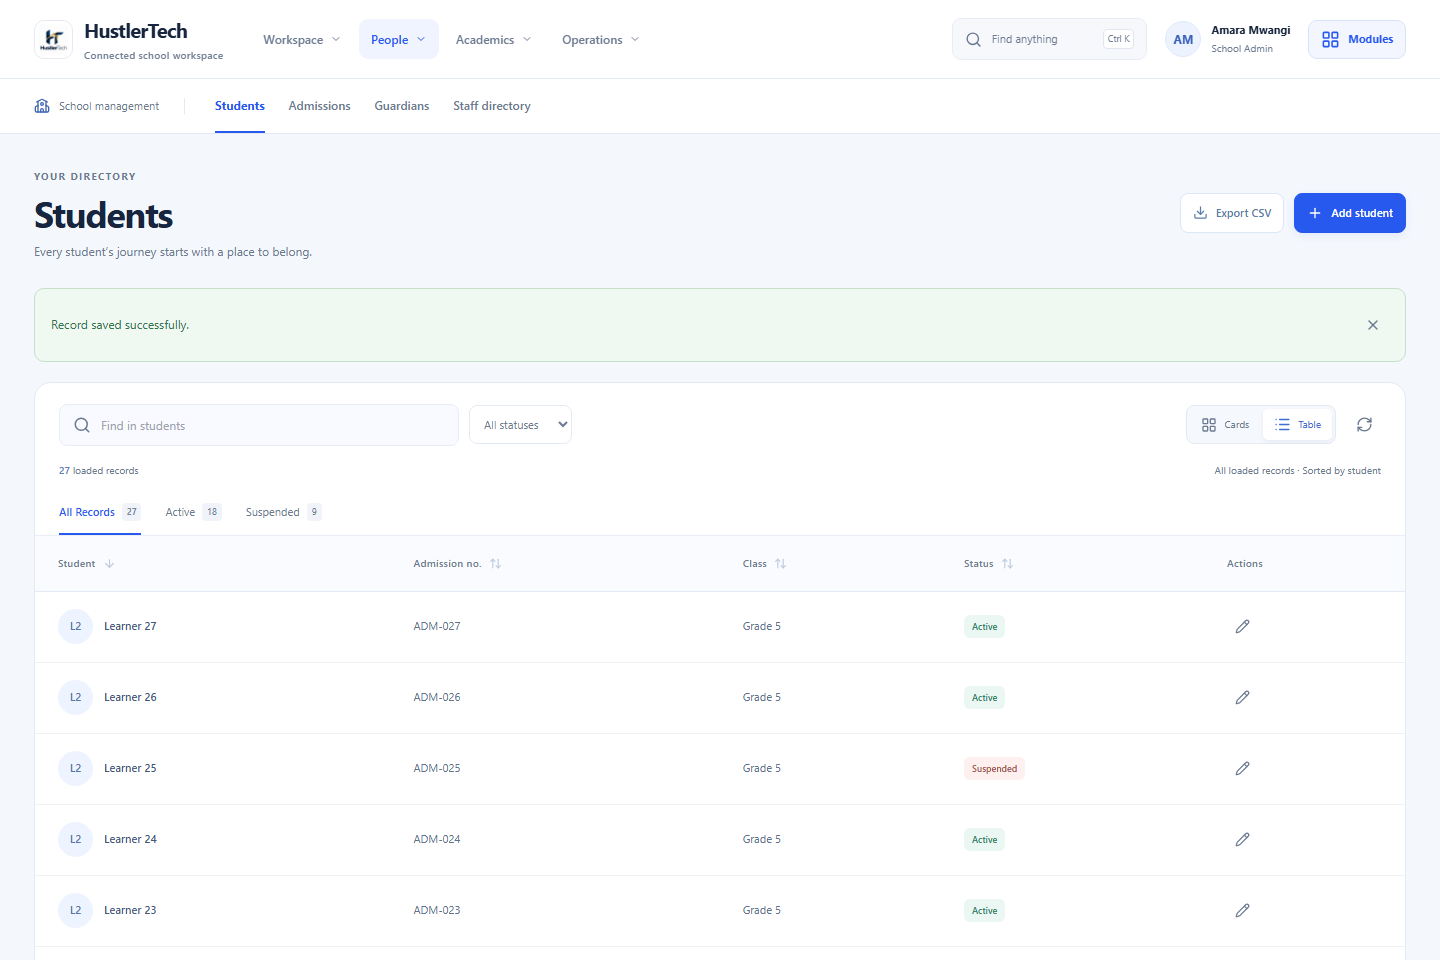 HustlerTech
HustlerTech
Connected school workspace
Workspace
People
Academics
Operations
Find anything
Ctrl K
AM
Amara Mwangi
School Admin
Modules
School management
Students
Admissions
Guardians
Staff directory
YOUR DIRECTORY
Students
Every student's journey starts with a place to belong.
Export CSV
Add student
Record saved successfully.
Find in students
All statuses
Cards
Table
27 loaded records
All loaded records · Sorted by student
All Records 27
Active 18
Suspended 9
Student
Admission no.
Class
Status
Actions
L2 Learner 27 ADM-027 Grade 5 Active
L2 Learner 26 ADM-026 Grade 5 Active
L2 Learner 25 ADM-025 Grade 5 Suspended
L2 Learner 24 ADM-024 Grade 5 Active
L2 Learner 23 ADM-023 Grade 5 Active